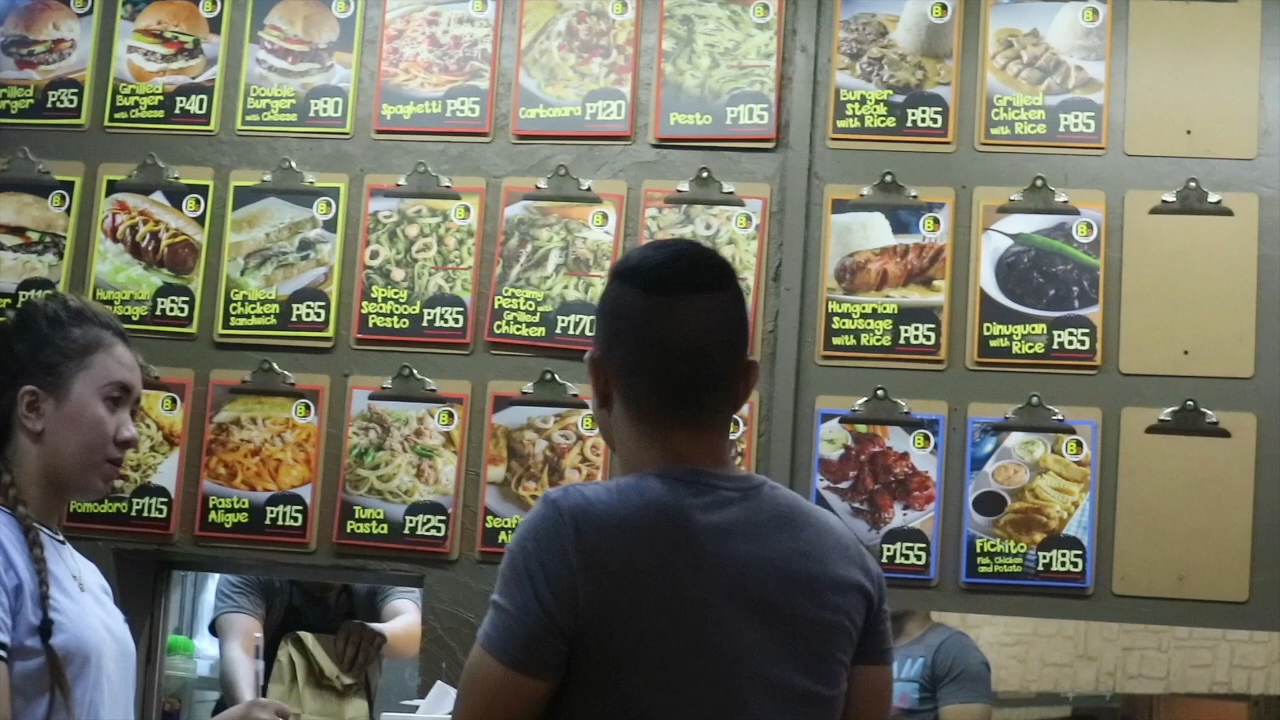 Grilled
Burger P35
Grilled
Burger
with Cheese P40
Double
Burger
with Cheese P80
Spaghetti P95
Carbonara P120
Pesto P105
Burger
Steak
with Rice P85
Grilled
Chicken
with Rice P85
Hungarian
Sausage P65
Grilled
Chicken
Sandwich P65
Spicy
Seafood
Pesto P135
Creamy
Pesto with
Grilled
Chicken P170
Hungarian
Sausage
with Rice P85
Dinuguan
with Rice P65
Pomodoro P115
Pasta
Aligue P115
Tuna
Pasta P125
P155
Fichito
Fish, Chicken
and Potato P185